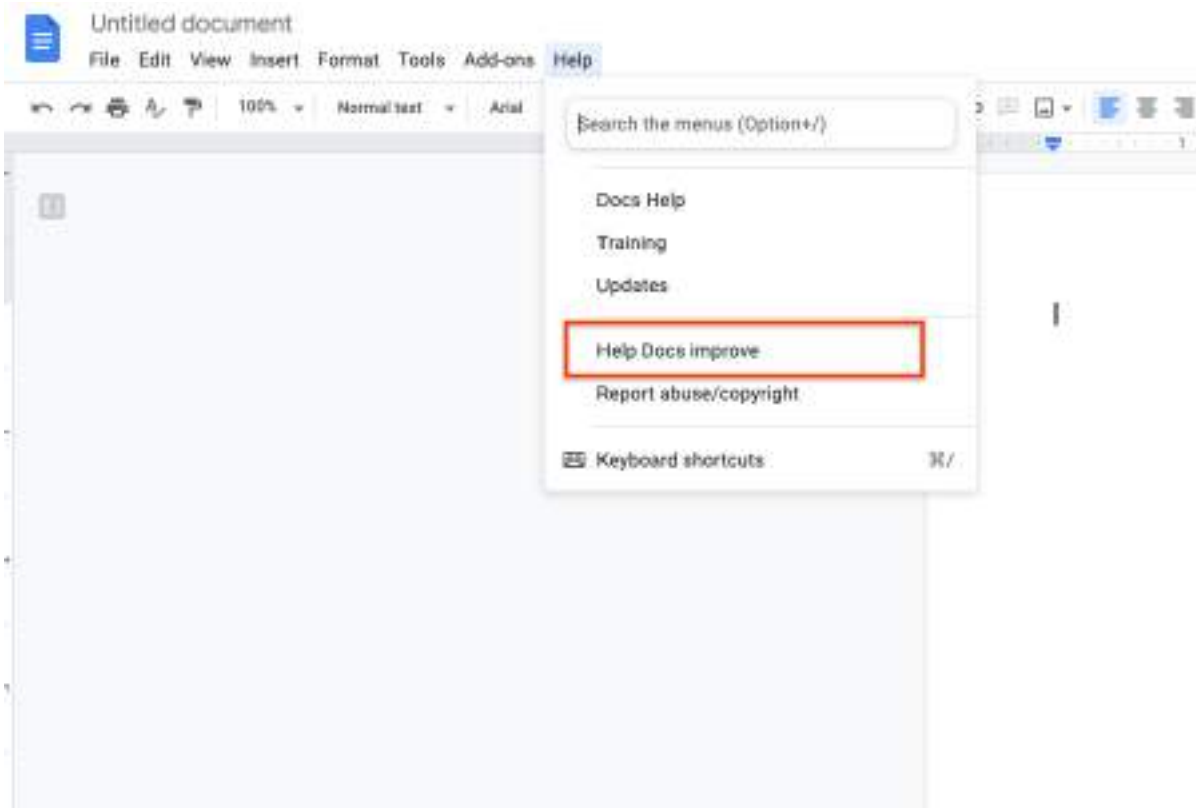 Untitled document
File Edit View Insert Format Tools Add-ons Help
100% Normal text Arial
Search the menus (Option+/)
1
Docs Help
Training
Updates
Help Docs improve
Report abuse/copyright
Keyboard shortcuts ⌘/